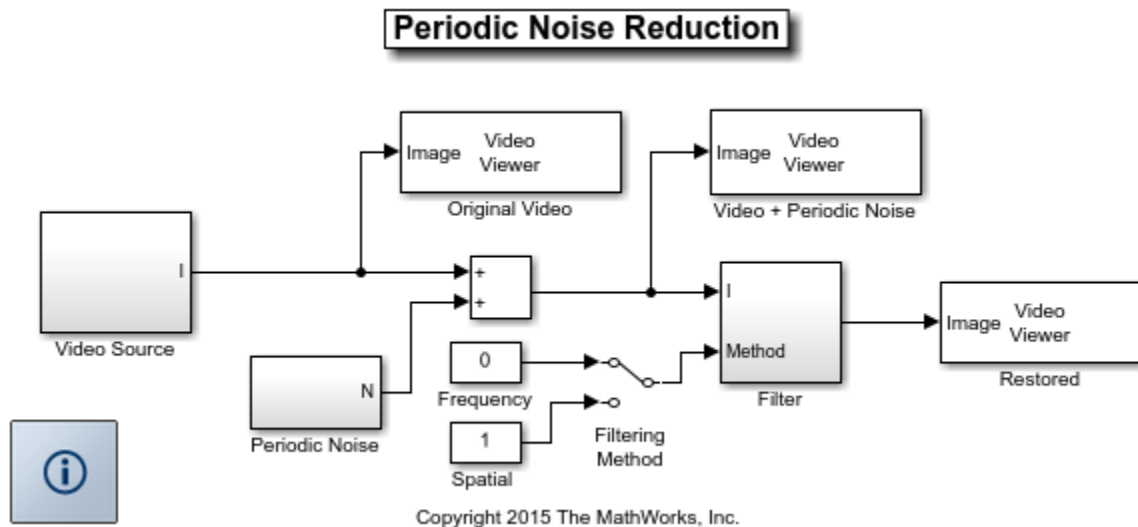 Periodic Noise Reduction
Image
Video
Viewer
Original Video
Image
Video
Viewer
Video + Periodic Noise
I
Video Source
+
+
N
Periodic Noise
0
Frequency
1
Spatial
Filtering
Method
I
Method
Filter
Image
Video
Viewer
Restored
i
Copyright 2015 The MathWorks, Inc.